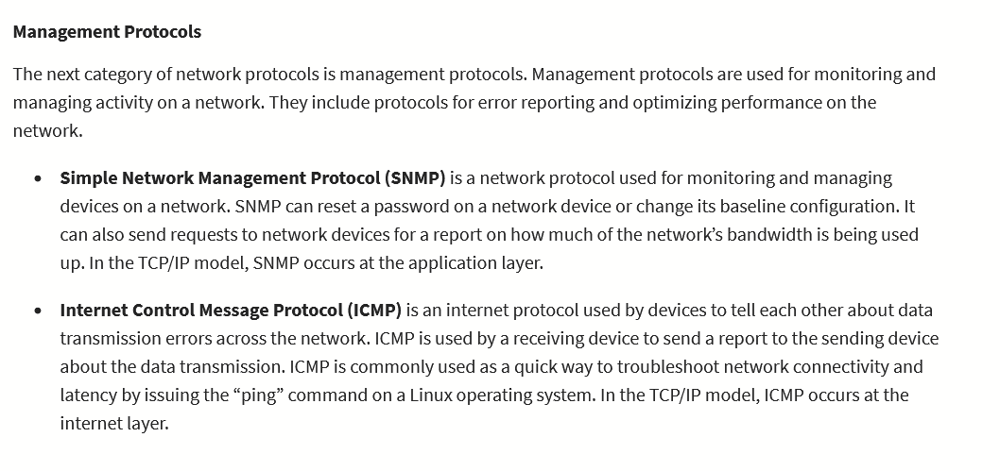 Management Protocols
The next category of network protocols is management protocols. Management protocols are used for monitoring and
managing activity on a network. They include protocols for error reporting and optimizing performance on the
network.
• Simple Network Management Protocol (SNMP) is a network protocol used for monitoring and managing
devices on a network. SNMP can reset a password on a network device or change its baseline configuration. It
can also send requests to network devices for a report on how much of the network’s bandwidth is being used
up. In the TCP/IP model, SNMP occurs at the application layer.
• Internet Control Message Protocol (ICMP) is an internet protocol used by devices to tell each other about data
transmission errors across the network. ICMP is used by a receiving device to send a report to the sending device
about the data transmission. ICMP is commonly used as a quick way to troubleshoot network connectivity and
latency by issuing the “ping” command on a Linux operating system. In the TCP/IP model, ICMP occurs at the
internet layer.